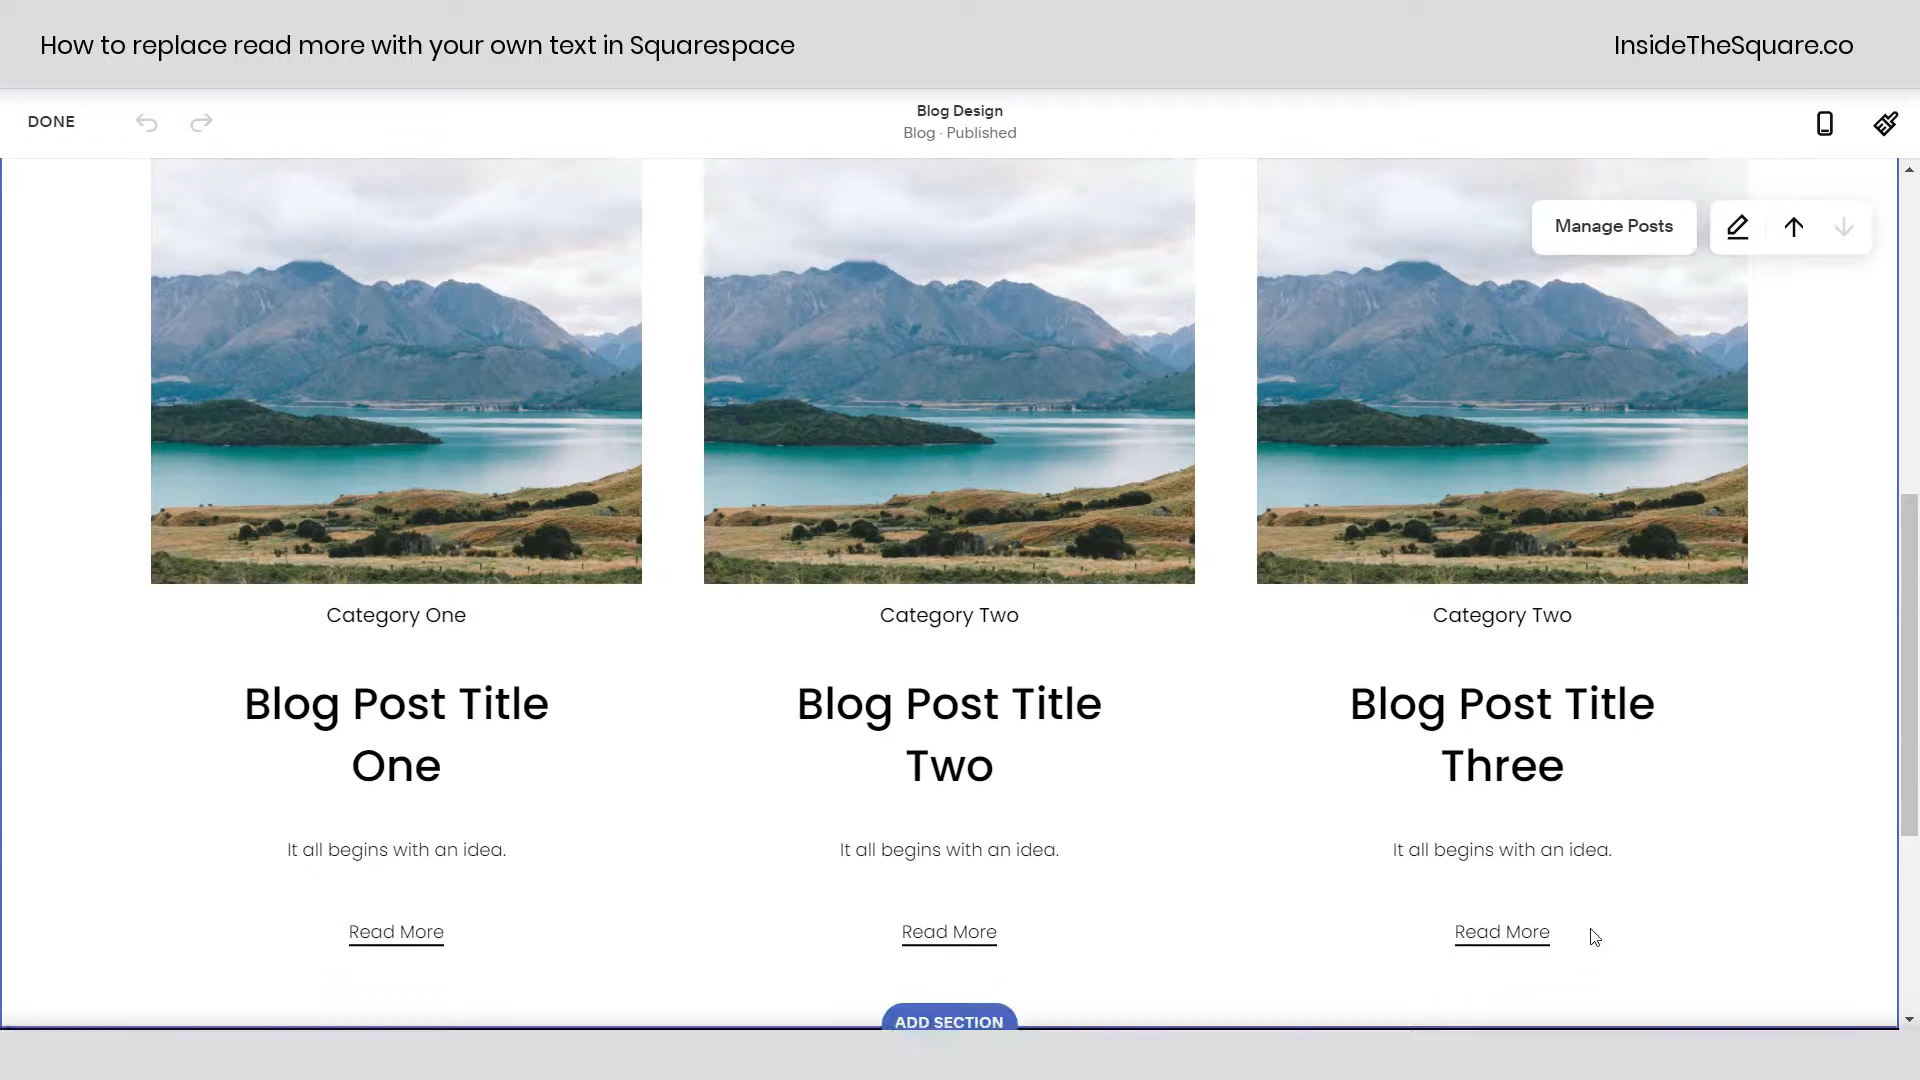 How to replace read more with your own text in Squarespace
InsideTheSquare.co
DONE
Blog Design
Blog · Published
Manage Posts
Category One
Category Two
Category Two
Blog Post Title
One
Blog Post Title
Two
Blog Post Title
Three
It all begins with an idea.
It all begins with an idea.
It all begins with an idea.
Read More
Read More
Read More
ADD SECTION